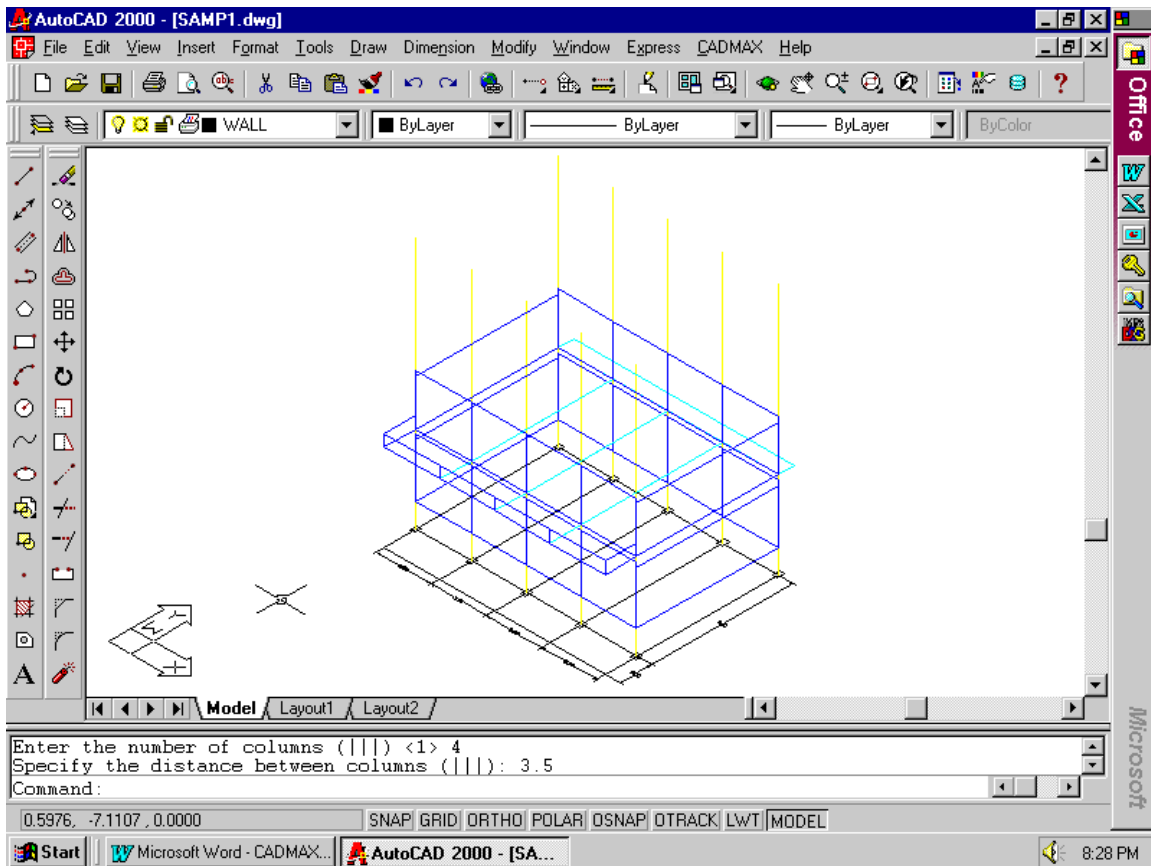 AutoCAD 2000 - [SAMP1.dwg]
File Edit View Insert Format Tools Draw Dimension Modify Window Express CADMAX Help
WALL
ByLayer
ByLayer
ByLayer
ByColor
Office
Model
Layout1
Layout2
Enter the number of columns (|||) <1> 4
Specify the distance between columns (|||): 3.5
Command:
0.5976, -7.1107 , 0.0000
SNAP GRID ORTHO POLAR OSNAP OTRACK LWT MODEL
Microsoft
Start
Microsoft Word - CADMAX...
AutoCAD 2000 - [SA...
8:28 PM